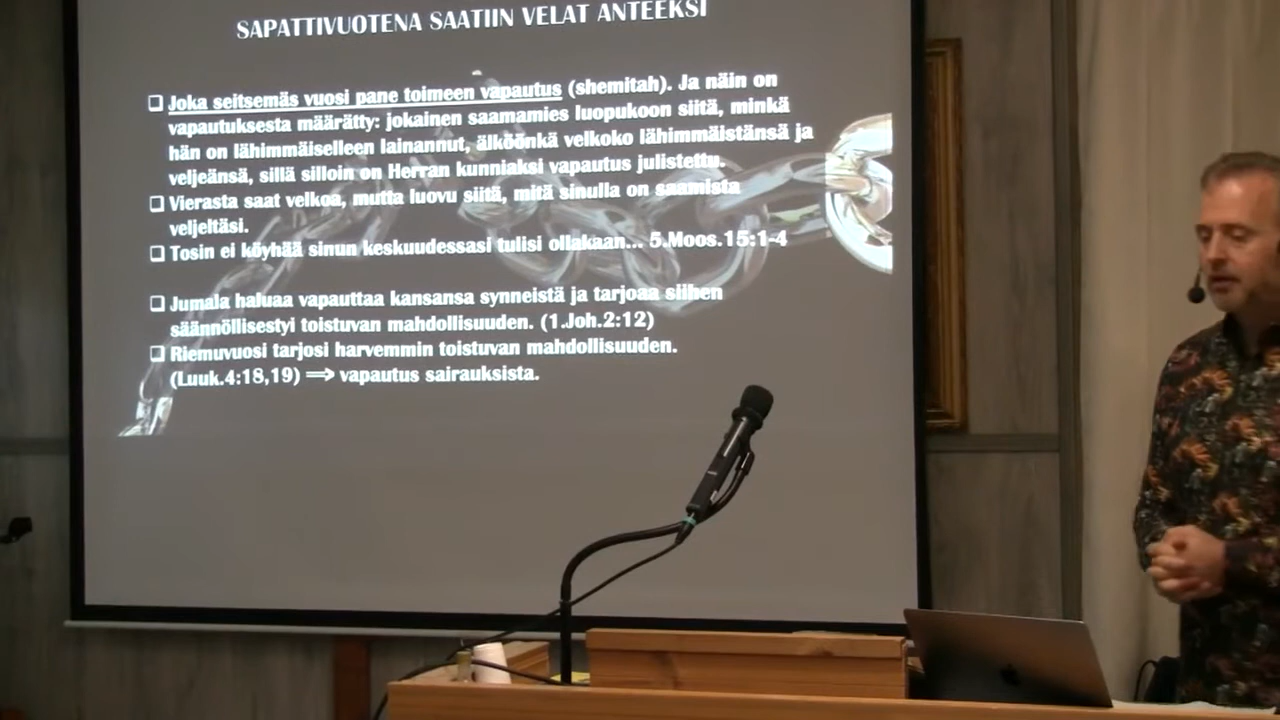 SAPATTIVUOTENA SAATIIN VELAT ANTEEKSI
❑ Joka seitsemäs vuosi pane toimeen vapautus (shemitah). Ja näin on
vapautuksesta määrätty: jokainen saamamies luopukoon siitä, minkä
hän on lähimmäiselleen lainannut, älköönkä velkoko lähimmäistänsä ja
veljeänsä, sillä silloin on Herran kunniaksi vapautus julistettu.
❑ Vierasta saat velkoa, mutta luovu siitä, mitä sinulla on saamista
veljeltäsi.
❑ Tosin ei köyhää sinun keskuudessasi tulisi ollakaan... 5.Moos.15:1-4
❑ Jumala haluaa vapauttaa kansansa synneistä ja tarjoaa siihen
säännöllisestyi toistuvan mahdollisuuden. (1.Joh.2:12)
❑ Riemuvuosi tarjosi harvemmin toistuvan mahdollisuuden.
(Luuk.4:18,19) ⟹ vapautus sairauksista.